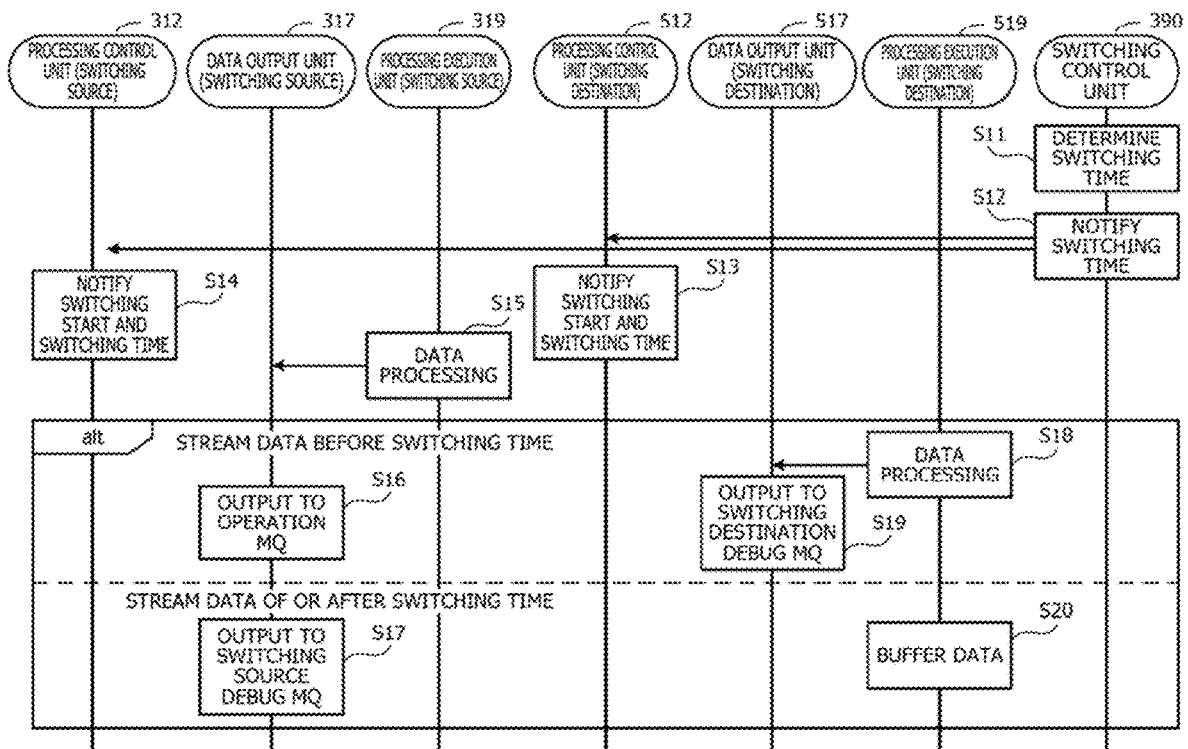 312
317
319
512
517
519
390
PROCESSING CONTROL
UNIT (SWITCHING
SOURCE)
DATA OUTPUT UNIT
(SWITCHING SOURCE)
PROCESSING EXECUTION
UNIT (SWITCHING SOURCE)
PROCESSING CONTROL
UNIT (SWITCHING
DESTINATION)
DATA OUTPUT UNIT
(SWITCHING
DESTINATION)
PROCESSING EXECUTION
UNIT (SWITCHING
DESTINATION)
SWITCHING
CONTROL
UNIT
S11
DETERMINE
SWITCHING
TIME
S12
NOTIFY
SWITCHING
TIME
S14
NOTIFY
SWITCHING
START AND
SWITCHING TIME
S13
NOTIFY
SWITCHING
START AND
SWITCHING TIME
S15
DATA
PROCESSING
alt
STREAM DATA BEFORE SWITCHING TIME
S18
DATA
PROCESSING
S16
OUTPUT TO
OPERATION
MQ
S19
OUTPUT TO
SWITCHING
DESTINATION
DEBUG MQ
STREAM DATA OF OR AFTER SWITCHING TIME
S17
OUTPUT TO
SWITCHING
SOURCE
DEBUG MQ
S20
BUFFER DATA